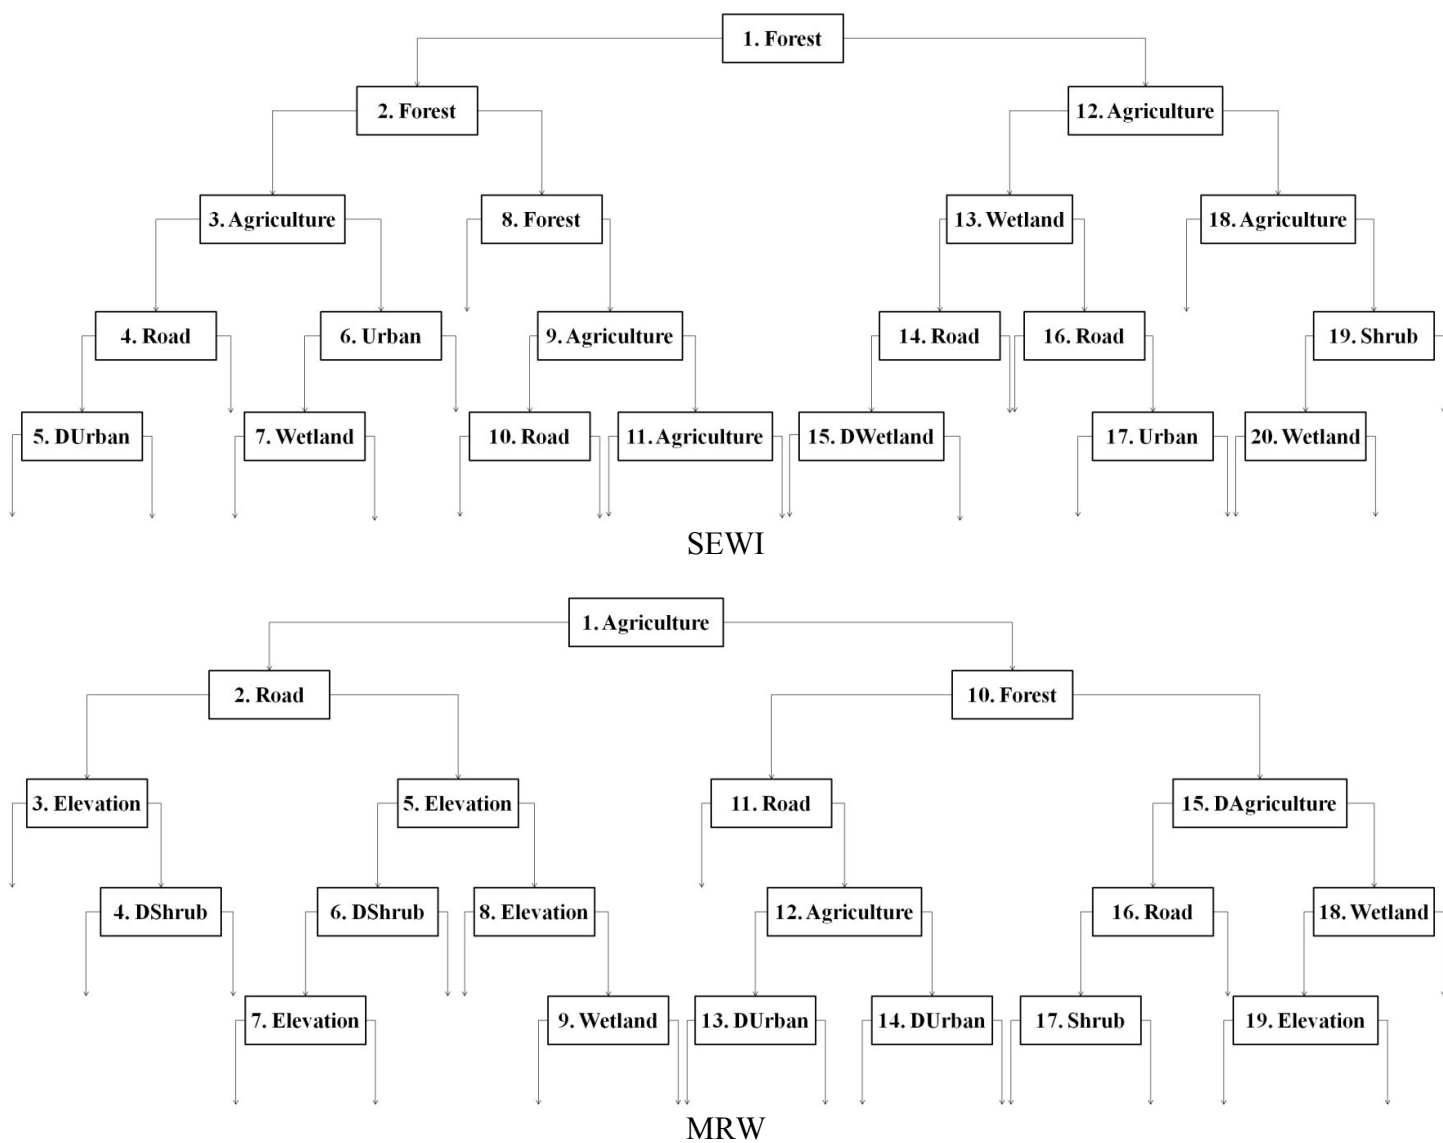 1. Forest
2. Forest
12. Agriculture
3. Agriculture
8. Forest
13. Wetland
18. Agriculture
4. Road
6. Urban
9. Agriculture
14. Road
16. Road
19. Shrub
5. DUrban
7. Wetland
10. Road
11. Agriculture
15. DWetland
17. Urban
20. Wetland
SEWI
1. Agriculture
2. Road
10. Forest
3. Elevation
5. Elevation
11. Road
15. DAgriculture
4. DShrub
6. DShrub
8. Elevation
12. Agriculture
16. Road
18. Wetland
7. Elevation
9. Wetland
13. DUrban
14. DUrban
17. Shrub
19. Elevation
MRW